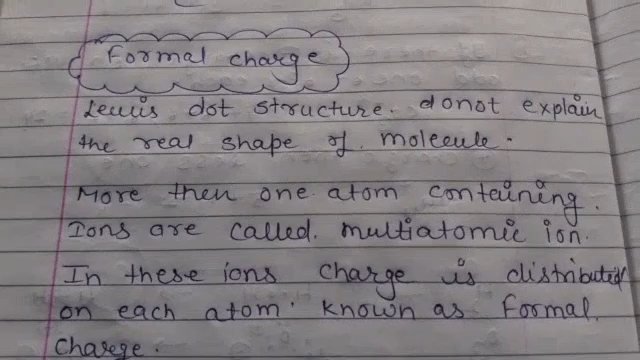 Formal charge
Lewis dot structure. donot explain
the real shape of. molecule.
More then one atom contaıning.
Ions are called. multiatomic ion.
In these ions charge is distributed
on each atom. known as formal.
Charge.